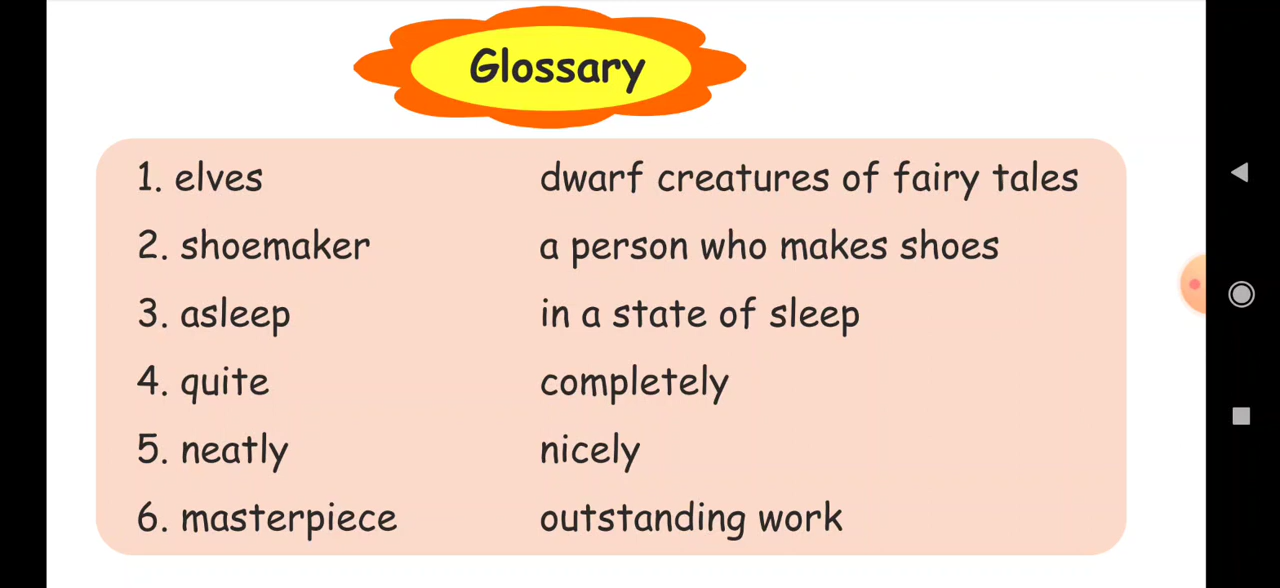 Glossary
1. elves dwarf creatures of fairy tales
2. shoemaker a person who makes shoes
3. asleep in a state of sleep
4. quite completely
5. neatly nicely
6. masterpiece outstanding work